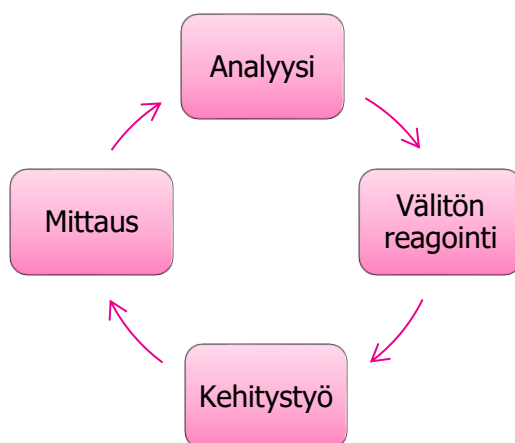 Analyysi
Välitön
reagointi
Kehitystyö
Mittaus